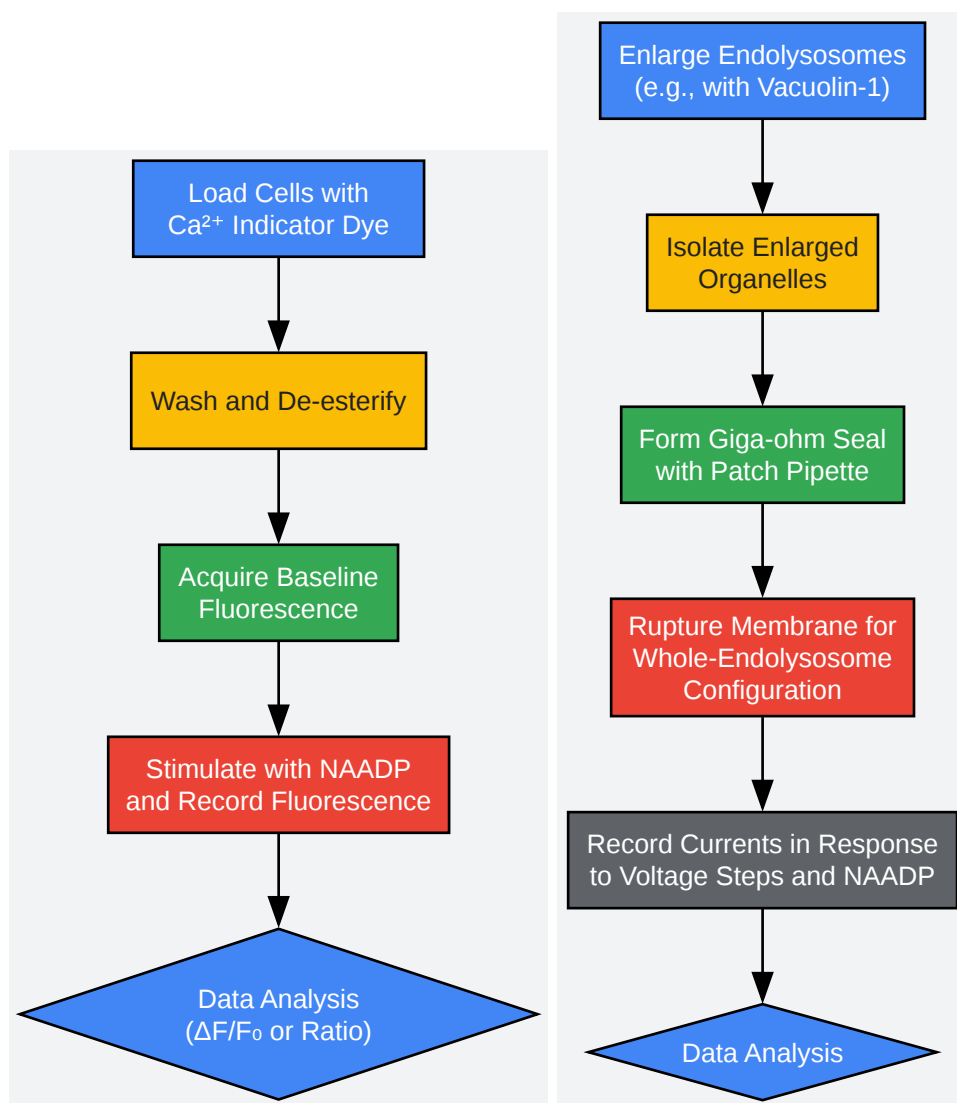 Load Cells with
Ca²⁺ Indicator Dye
Wash and De-esterify
Acquire Baseline
Fluorescence
Stimulate with NAADP
and Record Fluorescence
Data Analysis
(ΔF/F₀ or Ratio)
Enlarge Endolysosomes
(e.g., with Vacuolin-1)
Isolate Enlarged
Organelles
Form Giga-ohm Seal
with Patch Pipette
Rupture Membrane for
Whole-Endolysosome
Configuration
Record Currents in Response
to Voltage Steps and NAADP
Data Analysis